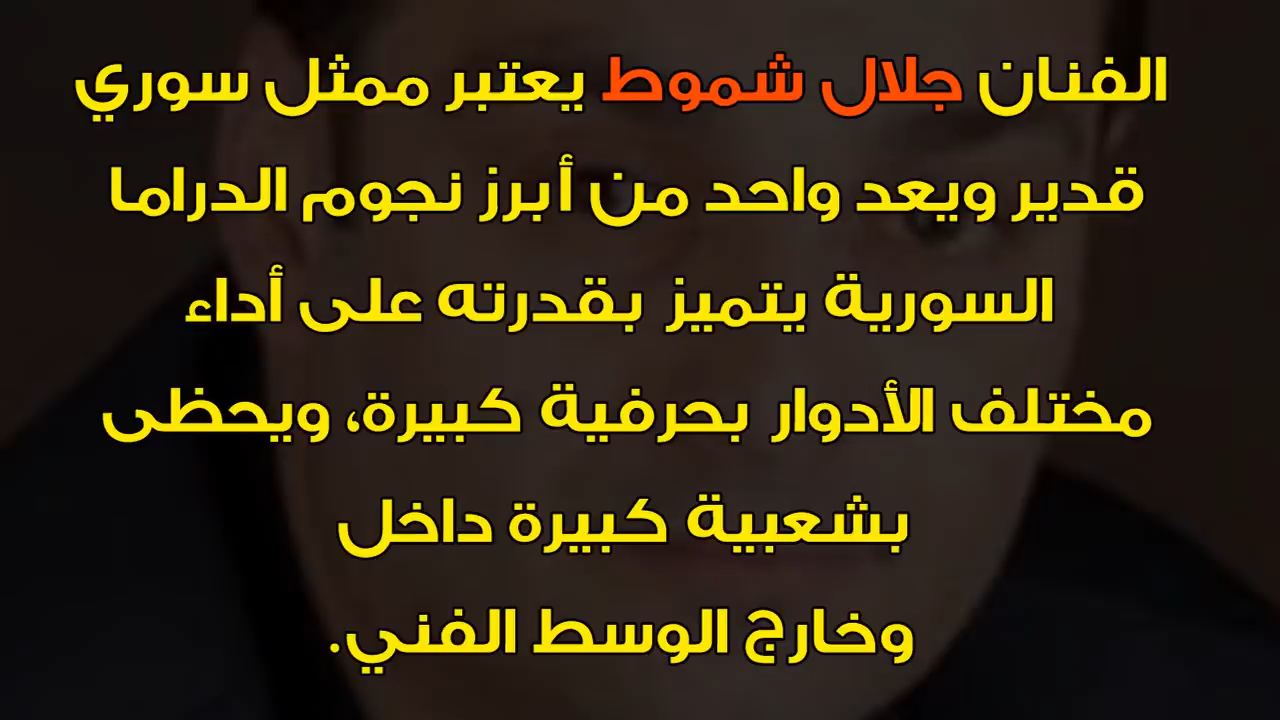 الفنان جلال شموط يعتبر ممثل سوري
قدير ويعد واحد من أبرز نجوم الدراما
السورية يتميز بقدرته على أداء
مختلف الأدوار بحرفية كبيرة، ويحظى
بشعبية كبيرة داخل
وخارج الوسط الفني.